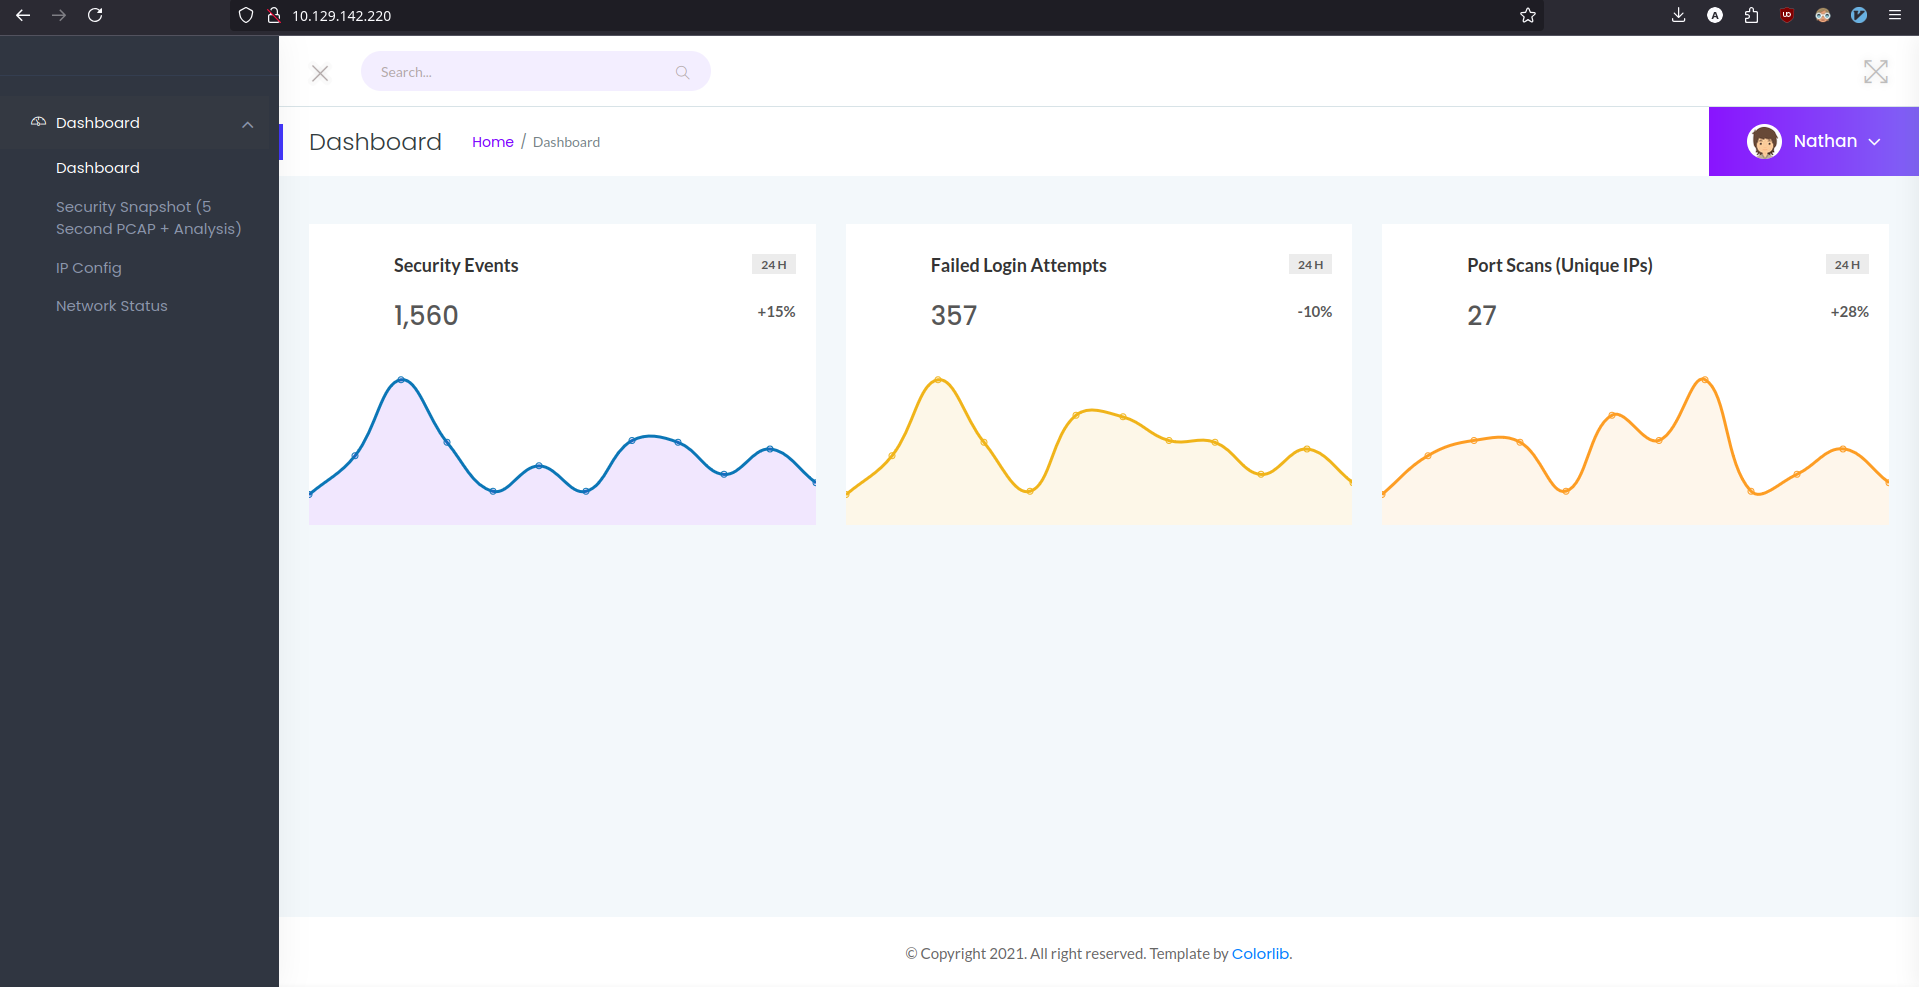 10.129.142.220
Search...
Dashboard
Dashboard
Security Snapshot (5
Second PCAP + Analysis)
IP Config
Network Status
Dashboard
Home / Dashboard
Nathan
Security Events
24 H
1,560
+15%
Failed Login Attempts
24 H
357
-10%
Port Scans (Unique IPs)
24 H
27
+28%
© Copyright 2021. All right reserved. Template by Colorlib.